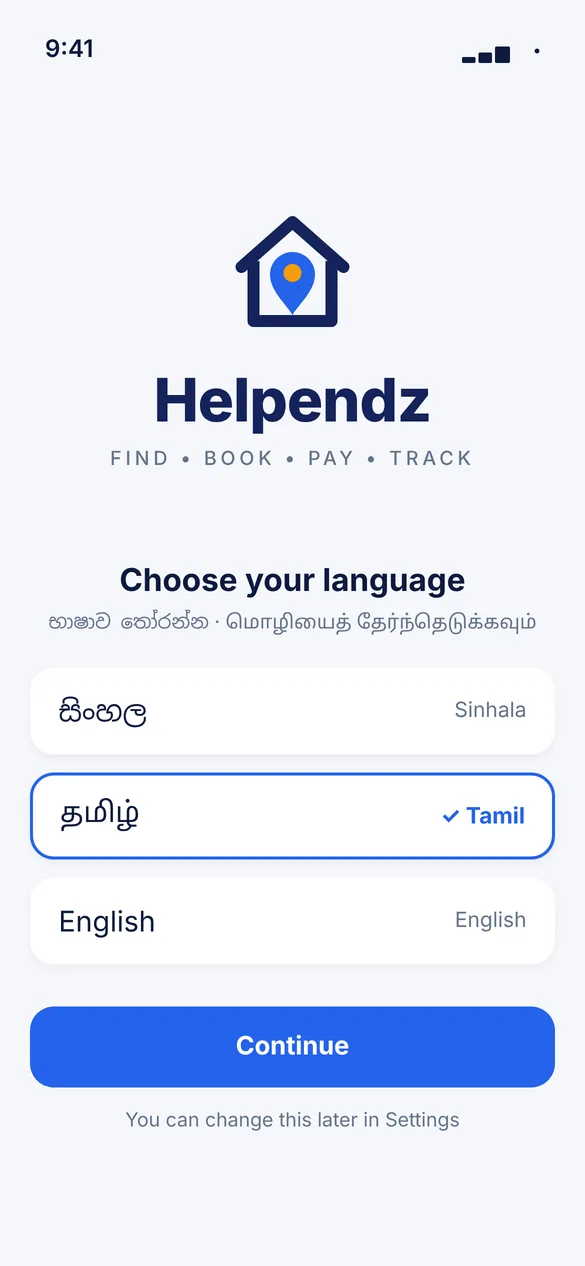 9:41
Helpendz
FIND • BOOK • PAY • TRACK
Choose your language
භාෂාව තෝරන්න · மொழியைத் தேர்ந்தெடுக்கவும்
සිංහල Sinhala
தமிழ் ✓ Tamil
English English
Continue
You can change this later in Settings